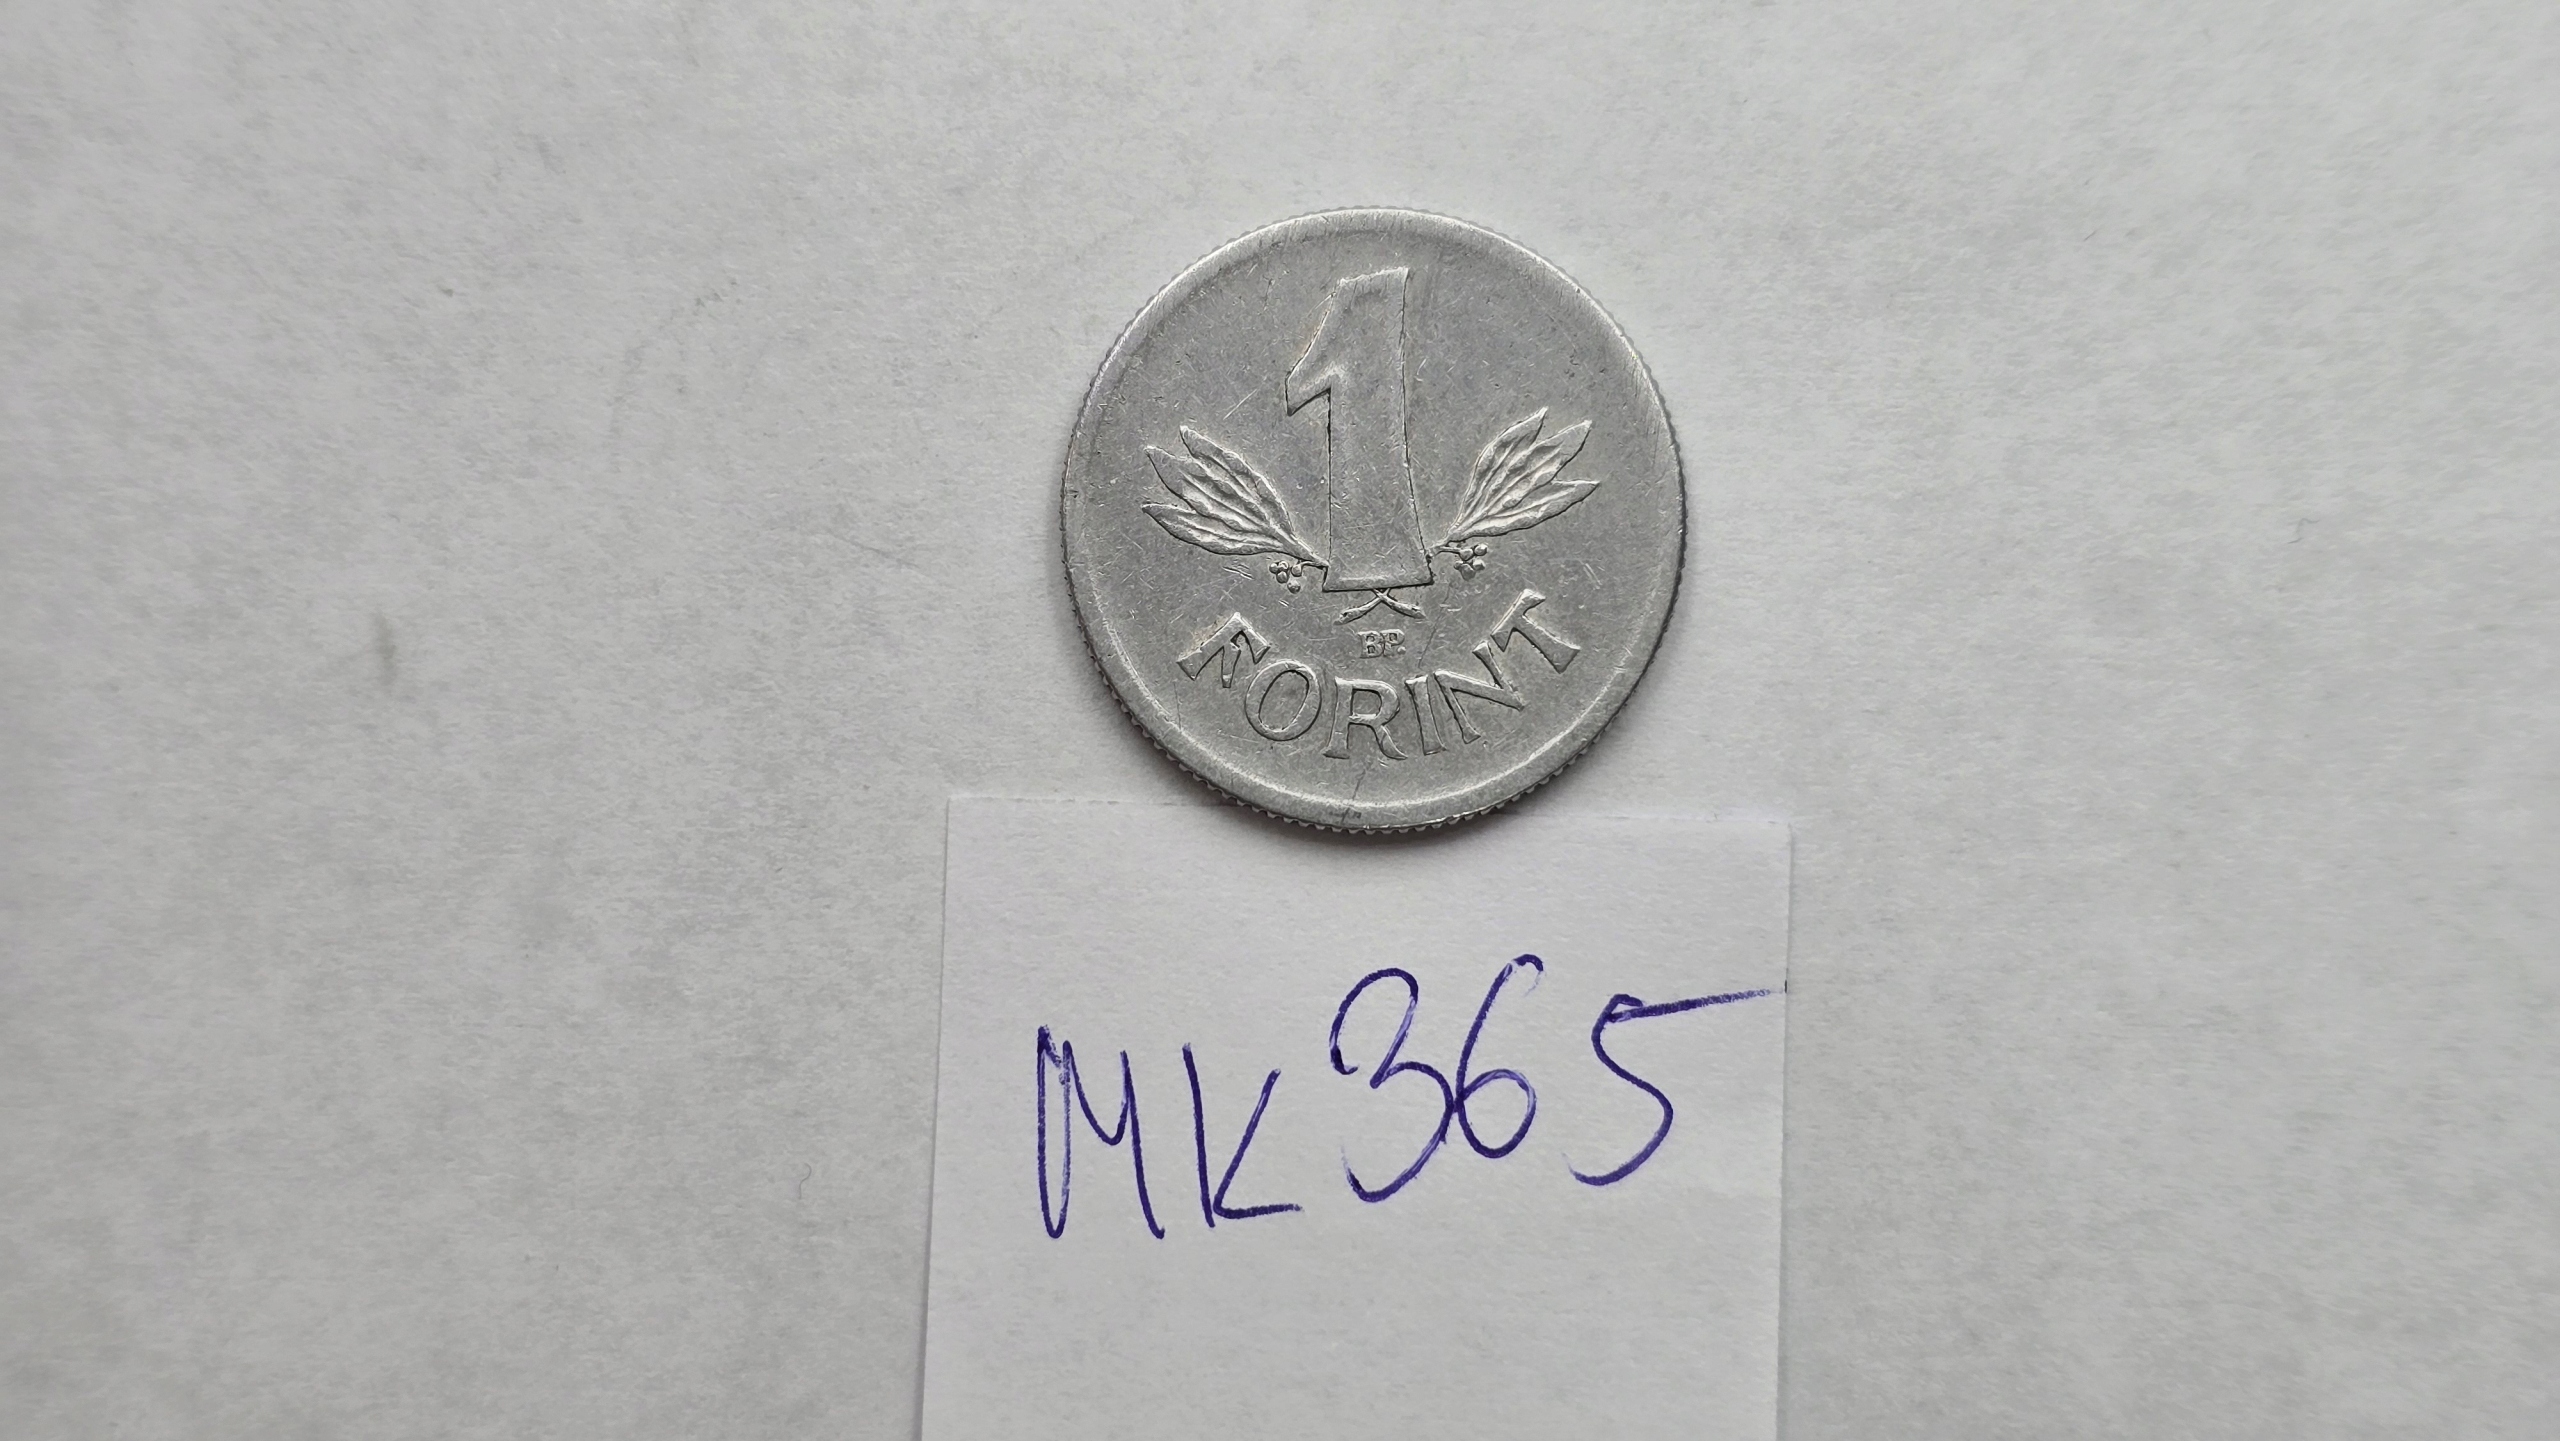 1
BP.
FORINT
MK365